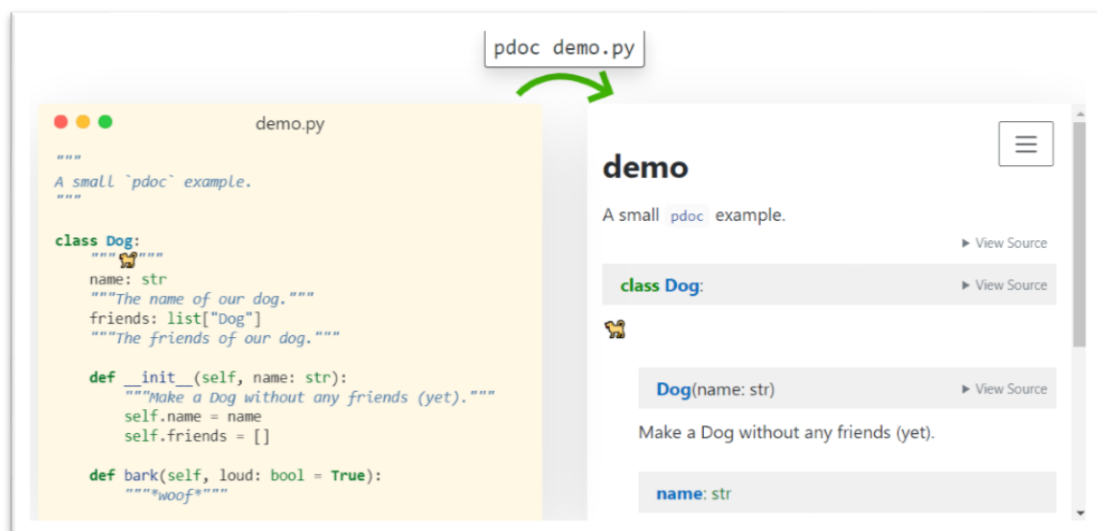 pdoc demo.py
demo.py
"""
A small `pdoc` example.
"""
class Dog:
"""🐕"""
name: str
"""The name of our dog."""
friends: list["Dog"]
"""The friends of our dog."""
def __init__(self, name: str):
"""Make a Dog without any friends (yet)."""
self.name = name
self.friends = []
def bark(self, loud: bool = True):
"""*woof*"""
demo
A small pdoc example.
▶ View Source
class Dog: ▶ View Source
🐕
Dog(name: str) ▶ View Source
Make a Dog without any friends (yet).
name: str